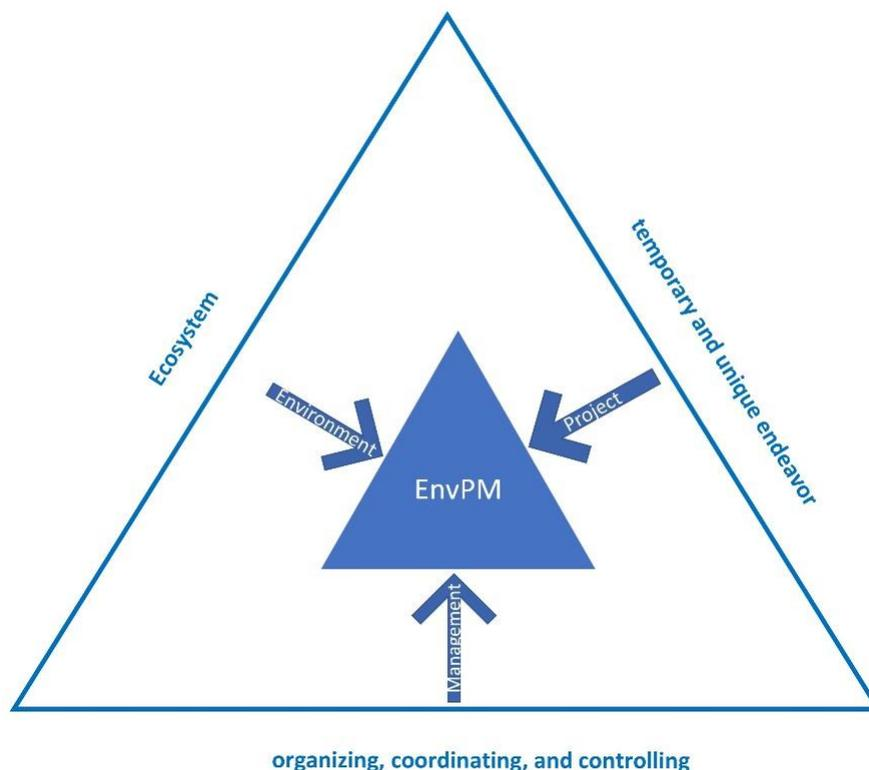 Ecosystem
temporary and unique endeavor
Environment
Project
EnvPM
Management
organizing, coordinating, and controlling